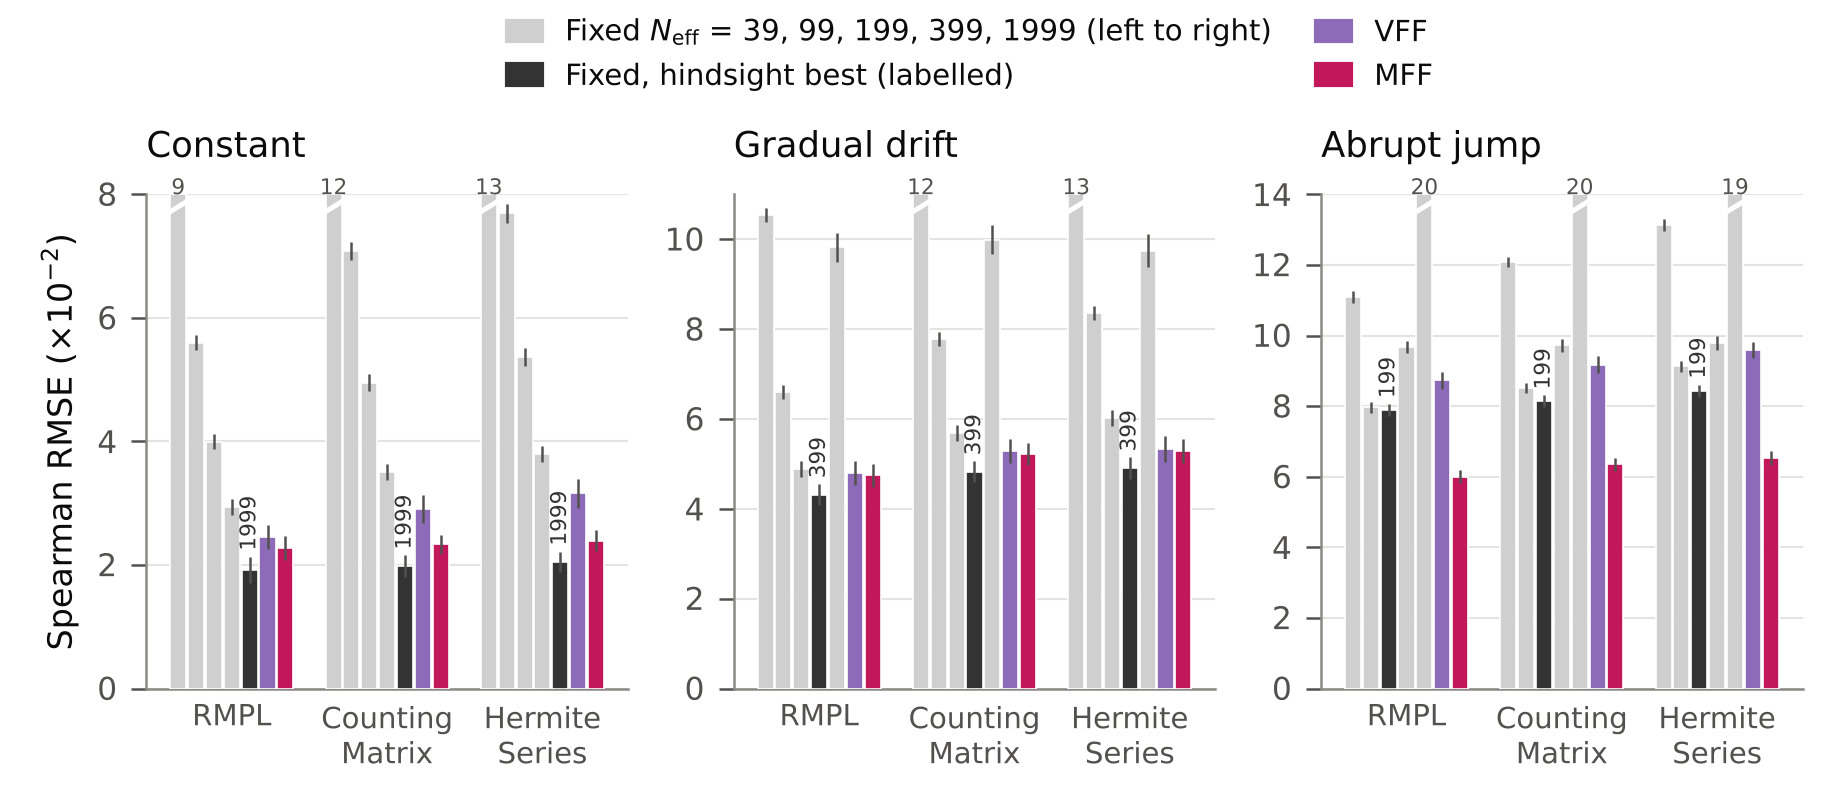 Fixed Neff = 39, 99, 199, 399, 1999 (left to right)
VFF
Fixed, hindsight best (labelled)
MFF
Constant
Gradual drift
Abrupt jump
Spearman RMSE (×10−2)
8
6
4
2
0
9
12
13
1999
1999
1999
RMPL
Counting
Matrix
Hermite
Series
10
8
6
4
2
0
12
13
399
399
399
RMPL
Counting
Matrix
Hermite
Series
14
12
10
8
6
4
2
0
20
20
19
199
199
199
RMPL
Counting
Matrix
Hermite
Series